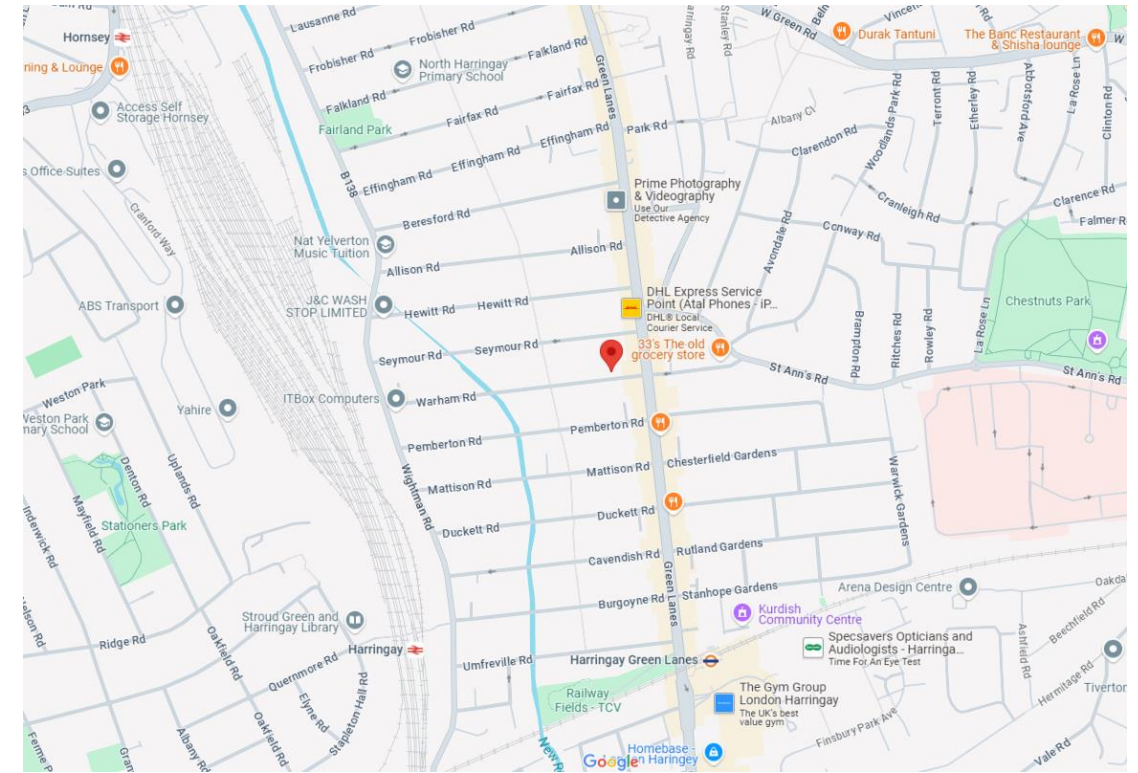 Lausanne Rd
Hornsey
Frobisher Rd
Falkland Rd
Frobisher Rd
North Harringay
Primary School
Falkland Rd
Fairfax Rd
Fairfax Rd
Fairland Park
Access Self
Storage Hornsey
Effingham Rd
Effingham Rd
Effingham Rd
Office Suites
B138
Cranford Way
Beresford Rd
Nat Yelverton
Music Tuition
Allison Rd
Allison Rd
ABS Transport
J&C WASH
STOP LIMITED
Hewitt Rd
Hewitt Rd
Seymour Rd
Seymour Rd
ITBox Computers
Warham Rd
Weston Park
Yahire
Weston Park
Pemberton Rd
Pemberton Rd
Mattison Rd
Mattison Rd
Denton Rd
Uplands Rd
Mayfield Rd
Stationers Park
Wightman Rd
Duckett Rd
Duckett Rd
Cavendish Rd
Burgoyne Rd
Stroud Green and
Harringay Library
Harringay
Ridge Rd
Oakfield Rd
Oakfield Rd
Quernmore Rd
Elyne Rd
Stapleton Hall Rd
Albany Rd
Ferme
Umfreville Rd
Harringay Green Lanes
Railway
Fields - TCV
Green Lanes
Green Lanes
Park Rd
Stanley Rd
W Green Rd
Durak Tantuni
The Banc Restaurant
& Shisha lounge
Albany Cl
Clarendon Rd
Woodlands Park Rd
Terront Rd
Etherley Rd
Abbotsford Ave
La Rose Ln
Clinton Rd
Prime Photography
& Videography
Use Our
Detective Agency
Cranleigh Rd
Clarence Rd
Falmer
Avondale Rd
Conway Rd
DHL Express Service
Point (Atal Phones - iP...
DHL® Local
Courier Service
33's The old
grocery store
St Ann's Rd
Brampton Rd
Ritches Rd
Rowley Rd
La Rose Ln
Chestnuts Park
St Ann's Rd
Chesterfield Gardens
Warwick Gardens
Rutland Gardens
Stanhope Gardens
Kurdish
Community Centre
Arena Design Centre
Specsavers Opticians and
Audiologists - Harringa...
Time For An Eye Test
Ashfield Rd
Beechfield Rd
Hermitage Rd
Tiverton
The Gym Group
London Harringay
The UK's best
value gym
Finsbury Park Ave
Vale Rd
Homebase -
Haringey
Google